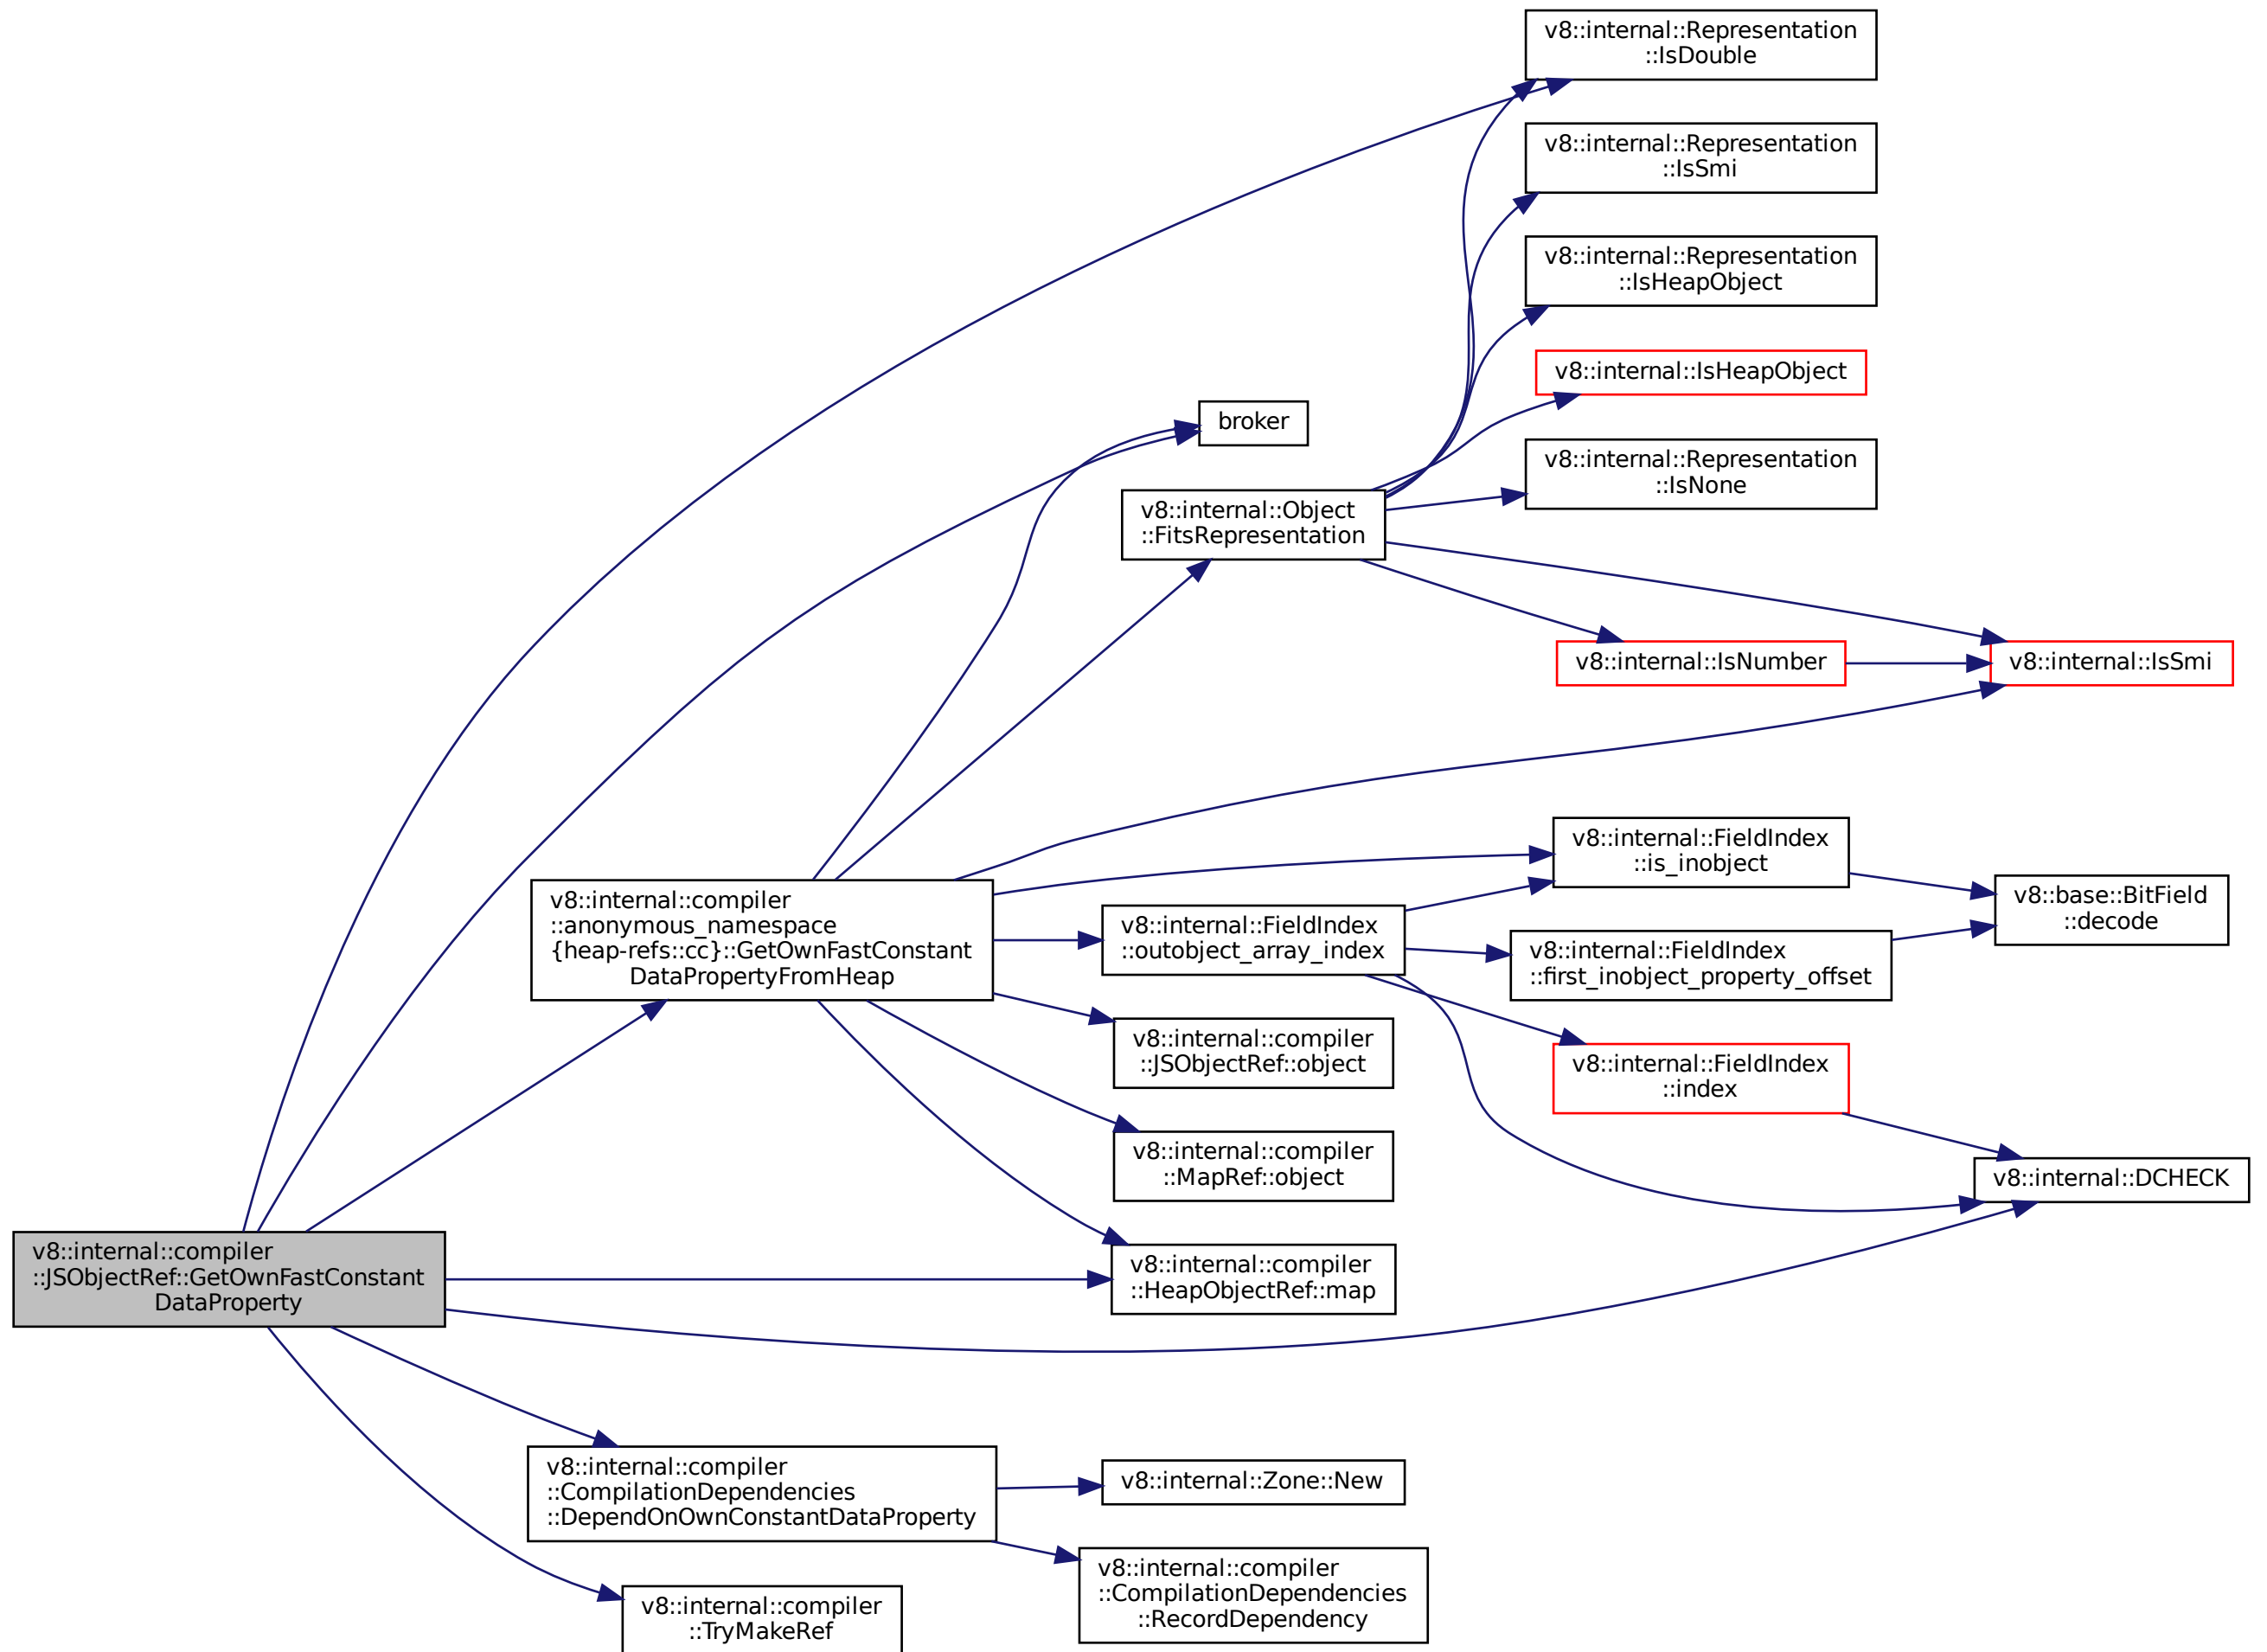 v8::internal::Representation
::IsDouble
v8::internal::Representation
::IsSmi
v8::internal::Representation
::IsHeapObject
v8::internal::IsHeapObject
broker
v8::internal::Representation
::IsNone
v8::internal::Object
::FitsRepresentation
v8::internal::IsNumber
v8::internal::IsSmi
v8::internal::FieldIndex
::is_inobject
v8::internal::compiler
::anonymous_namespace
{heap-refs::cc}::GetOwnFastConstant
DataPropertyFromHeap
v8::internal::FieldIndex
::outobject_array_index
v8::base::BitField
::decode
v8::internal::FieldIndex
::first_inobject_property_offset
v8::internal::compiler
::JSObjectRef::object
v8::internal::FieldIndex
::index
v8::internal::compiler
::MapRef::object
v8::internal::DCHECK
v8::internal::compiler
::JSObjectRef::GetOwnFastConstant
DataProperty
v8::internal::compiler
::HeapObjectRef::map
v8::internal::compiler
::CompilationDependencies
::DependOnOwnConstantDataProperty
v8::internal::Zone::New
v8::internal::compiler
::CompilationDependencies
::RecordDependency
v8::internal::compiler
::TryMakeRef